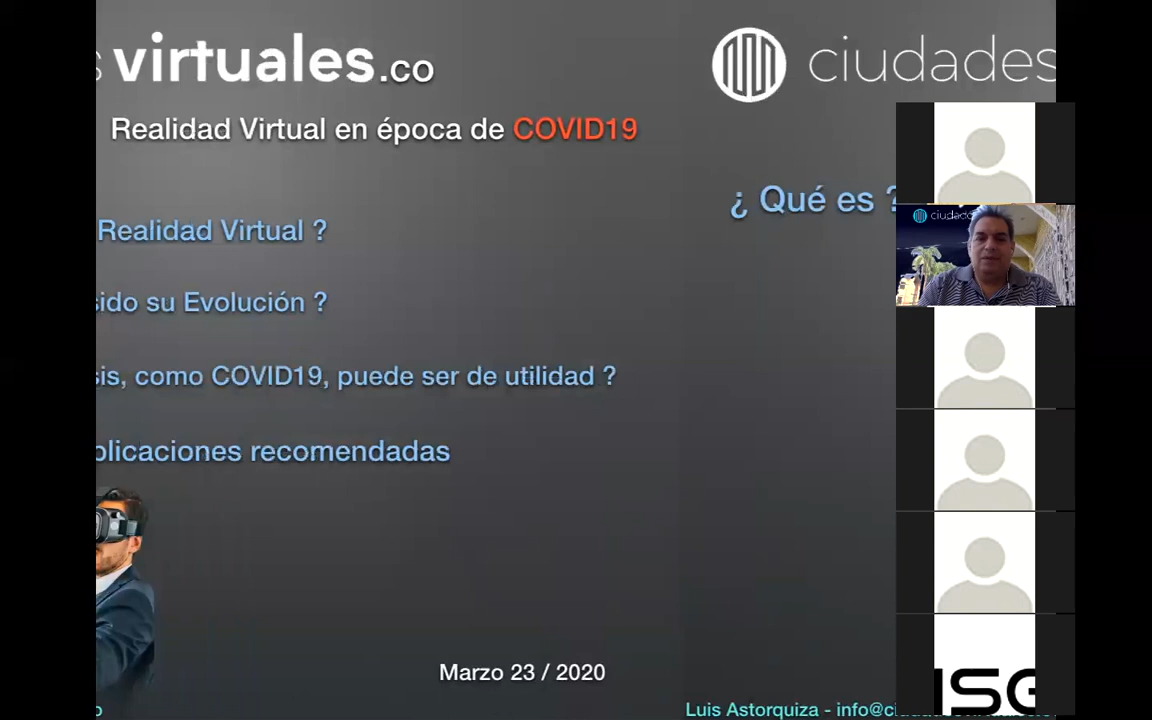 virtuales.co
Realidad Virtual en época de COVID19
Realidad Virtual ?
sido su Evolución ?
sis, como COVID19, puede ser de utilidad ?
plicaciones recomendadas
Marzo 23 / 2020
ciudades
¿ Qué es ?
Luis Astorquiza - info@
ciudad